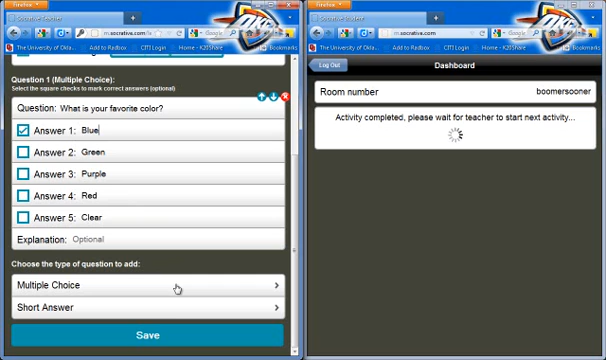 Firefox
Socrative Teacher
m.socrative.com/le
Google
The University of Okla...
Add to Redbox
CITI Login
Home - K20Share
Bookmarks
Question 1 (Multiple Choice):
Select the square checks to mark correct answers (optional)
Question: What is your favorite color?
Answer 1: Blue
Answer 2: Green
Answer 3: Purple
Answer 4: Red
Answer 5: Clear
Explanation: Optional
Choose the type of question to add:
Multiple Choice
Short Answer
Save
Firefox
Socrative Student
m.socrative.com
Google
The University of Okla...
Add to Redbox
CITI Login
Home - K20Share
Bookmarks
Log Out
Dashboard
Room number
boomersooner
Activity completed, please wait for teacher to start next activity...